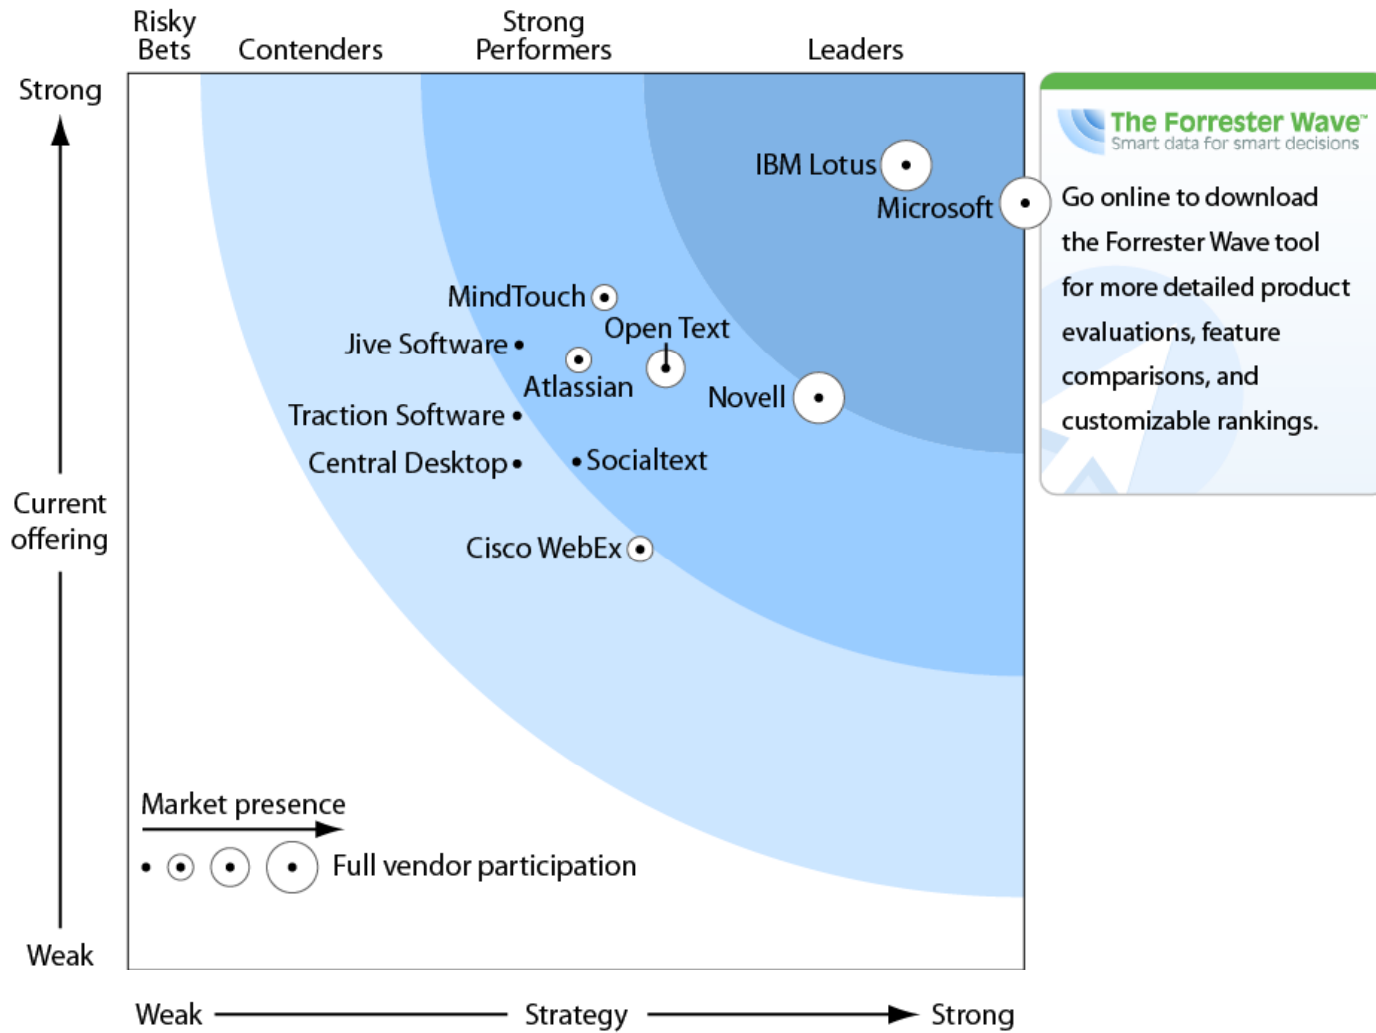 Risky
Bets
Contenders
Strong
Performers
Leaders
Strong
The Forrester Wave™
Smart data for smart decisions
IBM Lotus
Microsoft
Go online to download
the Forrester Wave tool
for more detailed product
evaluations, feature
comparisons, and
customizable rankings.
MindTouch
Open Text
Jive Software
Atlassian
Novell
Traction Software
Central Desktop
Socialtext
Current
offering
Cisco WebEx
Market presence
Full vendor participation
Weak
Weak
Strategy
Strong